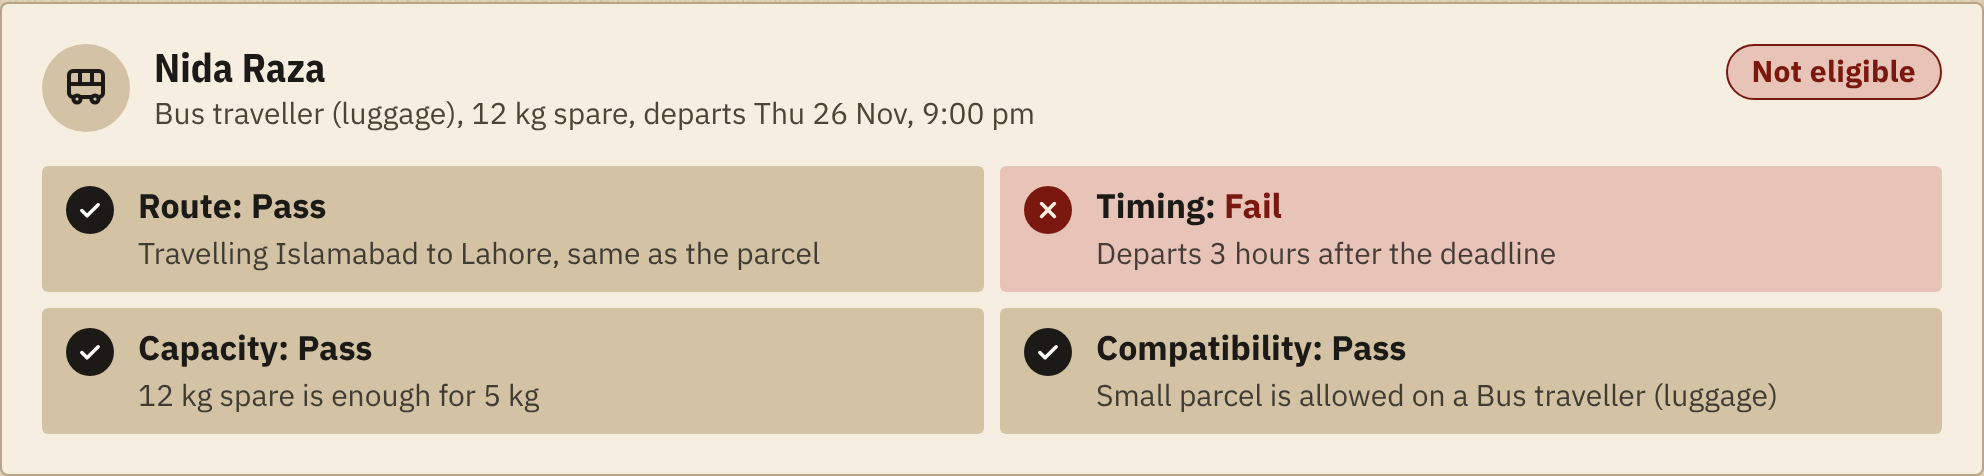 Nida Raza
Bus traveller (luggage), 12 kg spare, departs Thu 26 Nov, 9:00 pm
Not eligible
Route: Pass
Travelling Islamabad to Lahore, same as the parcel
Timing: Fail
Departs 3 hours after the deadline
Capacity: Pass
12 kg spare is enough for 5 kg
Compatibility: Pass
Small parcel is allowed on a Bus traveller (luggage)